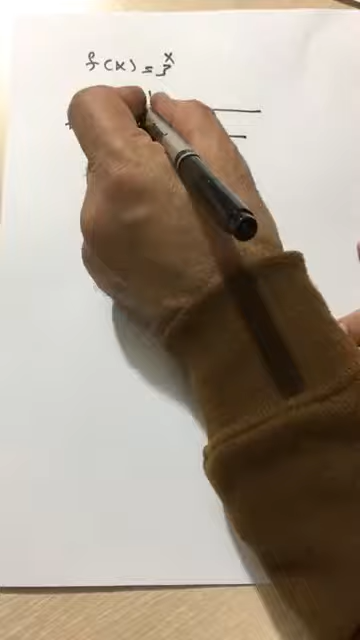 f(x) = 3^x